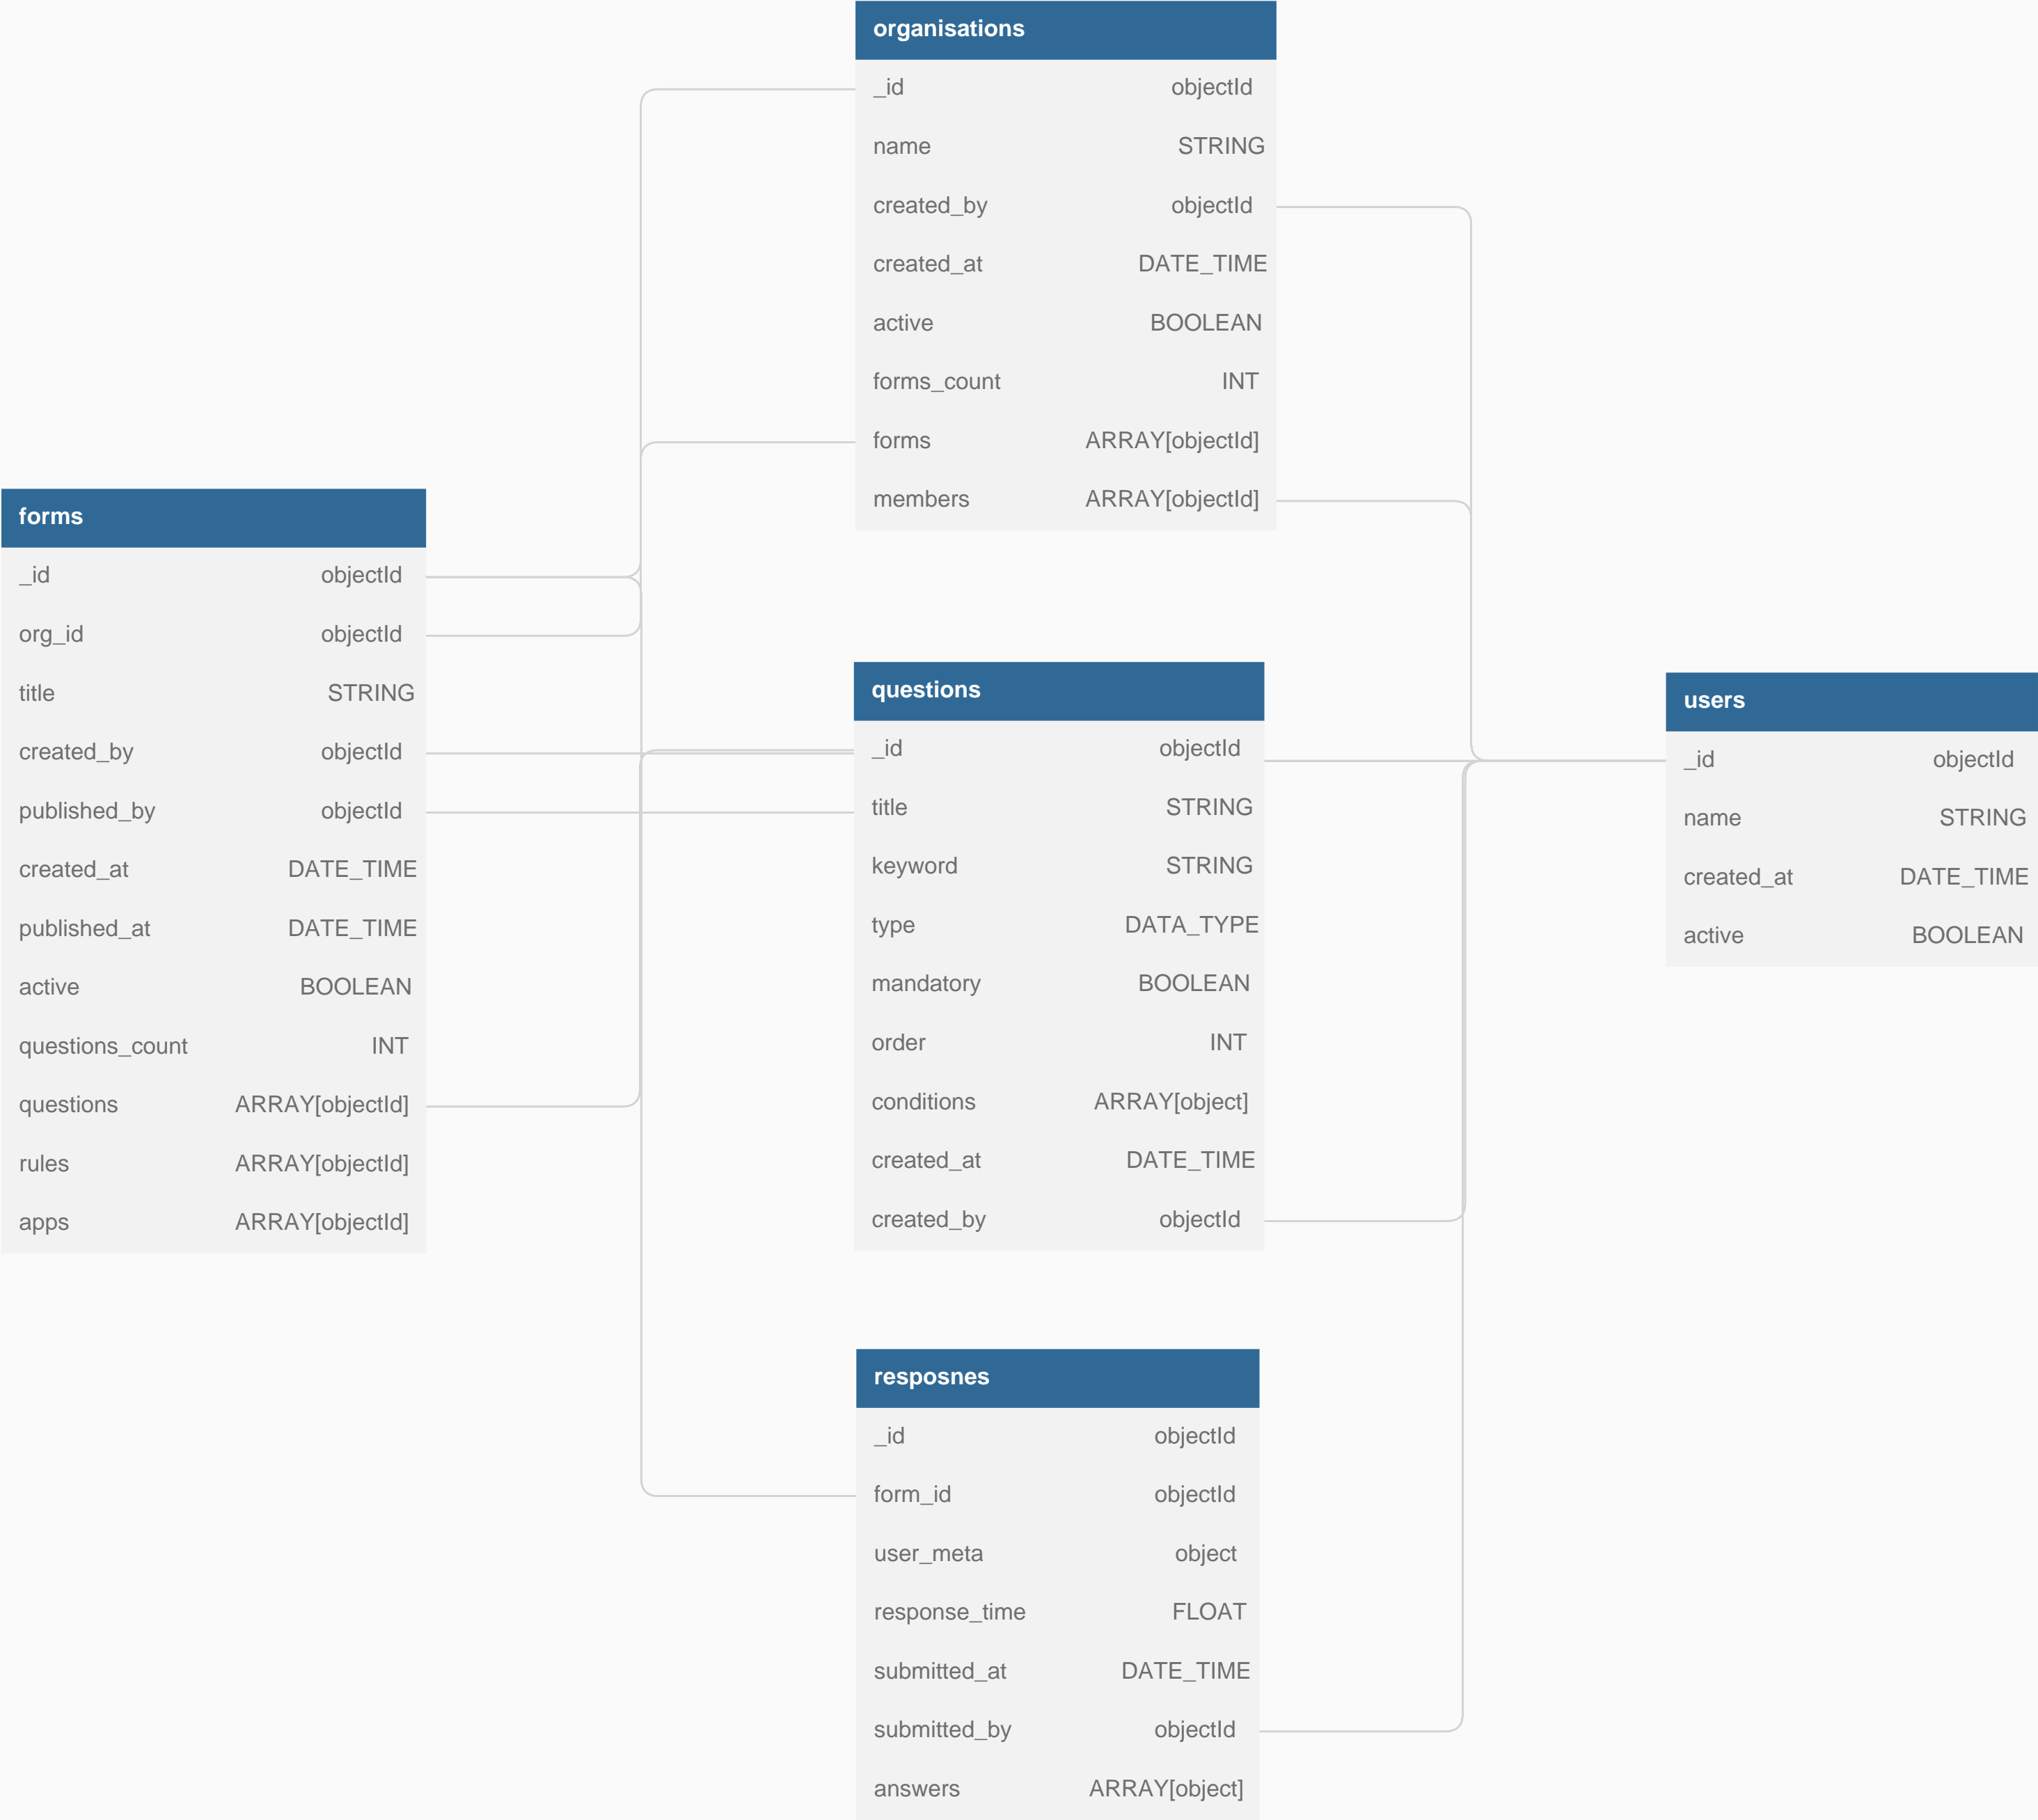 organisations
_id objectId
name STRING
created_by objectId
created_at DATE_TIME
active BOOLEAN
forms_count INT
forms ARRAY[objectId]
members ARRAY[objectId]
forms
_id objectId
org_id objectId
title STRING
created_by objectId
published_by objectId
created_at DATE_TIME
published_at DATE_TIME
active BOOLEAN
questions_count INT
questions ARRAY[objectId]
rules ARRAY[objectId]
apps ARRAY[objectId]
questions
_id objectId
title STRING
keyword STRING
type DATA_TYPE
mandatory BOOLEAN
order INT
conditions ARRAY[object]
created_at DATE_TIME
created_by objectId
users
_id objectId
name STRING
created_at DATE_TIME
active BOOLEAN
resposnes
_id objectId
form_id objectId
user_meta object
response_time FLOAT
submitted_at DATE_TIME
submitted_by objectId
answers ARRAY[object]